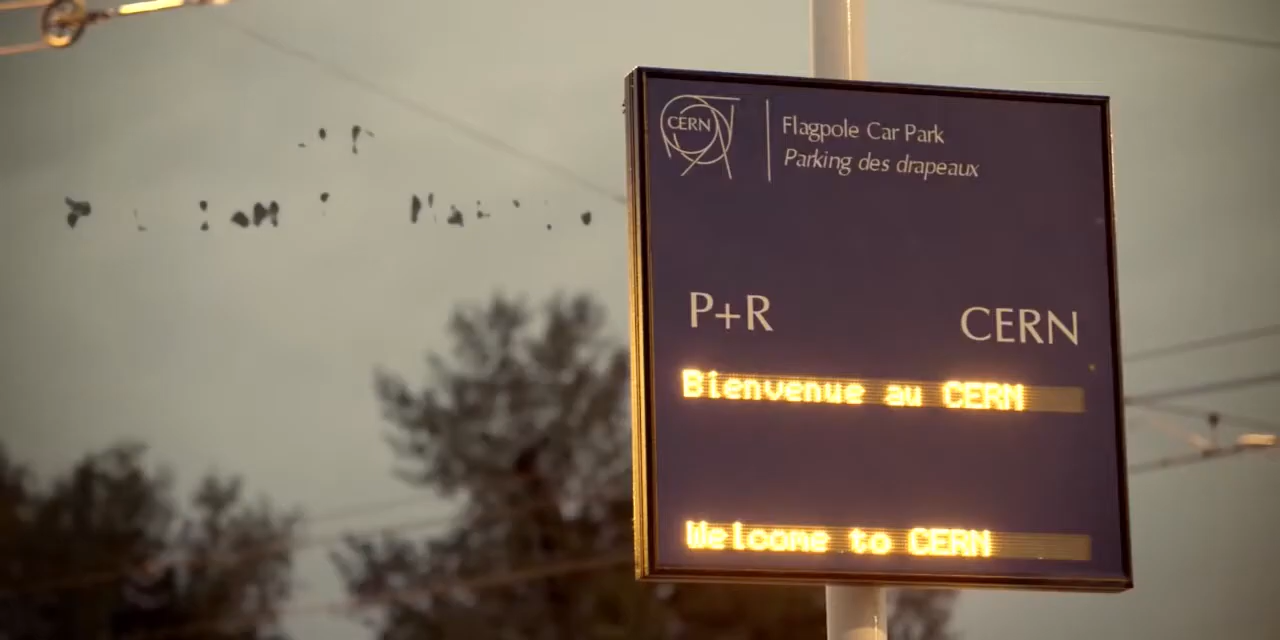 CERN
Flagpole Car Park
Parking des drapeaux
P+R CERN
Bienvenue au CERN
Welcome to CERN